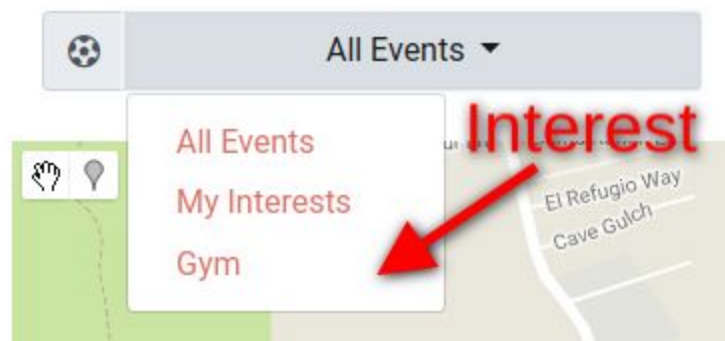 All Events
All Events
Interest
My Interests
Gym
El Refugio Way
Cave Gulch